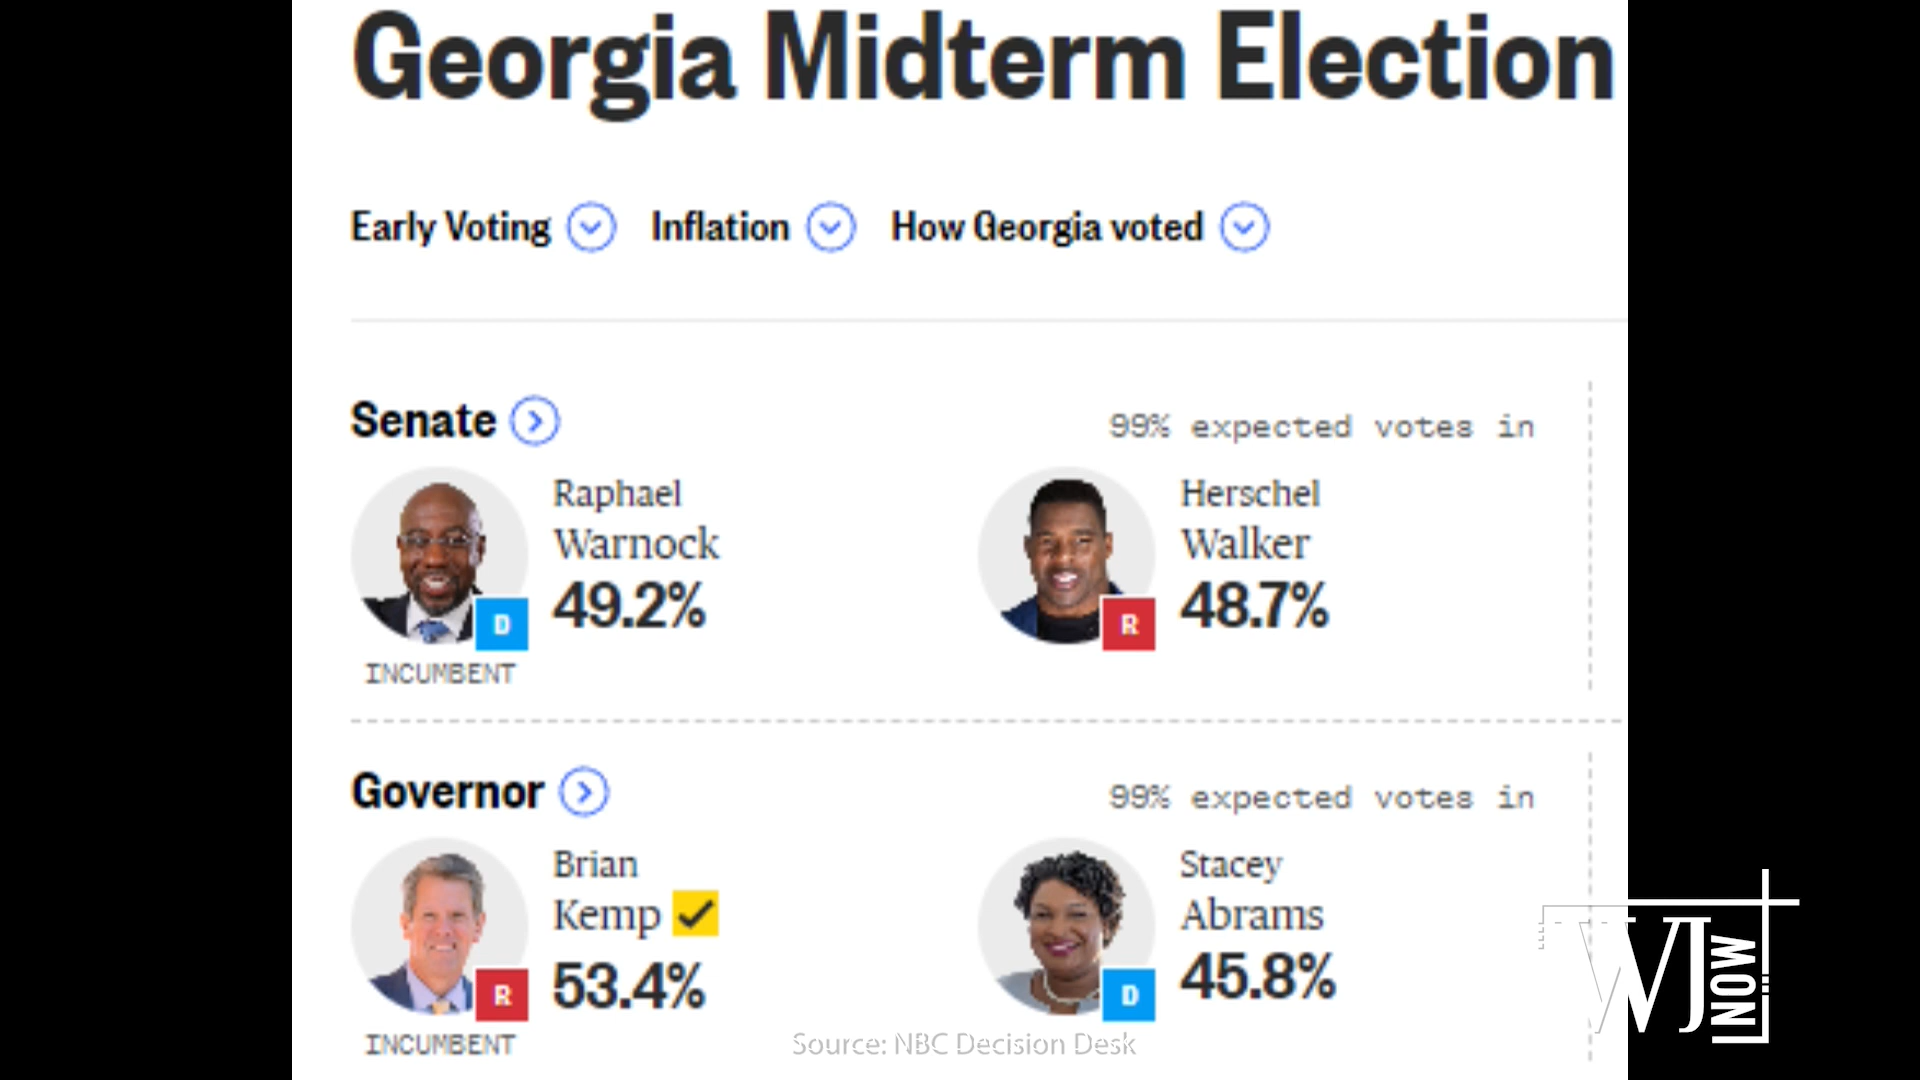 Georgia Midterm Election
Early Voting Inflation How Georgia voted
Senate 99% expected votes in
Raphael Herschel
Warnock Walker
49.2% 48.7%
D R
INCUMBENT
Governor 99% expected votes in
Brian Stacey
Kemp Abrams
53.4% 45.8%
R D
INCUMBENT
Source: NBC Decision Desk
WJ NOW